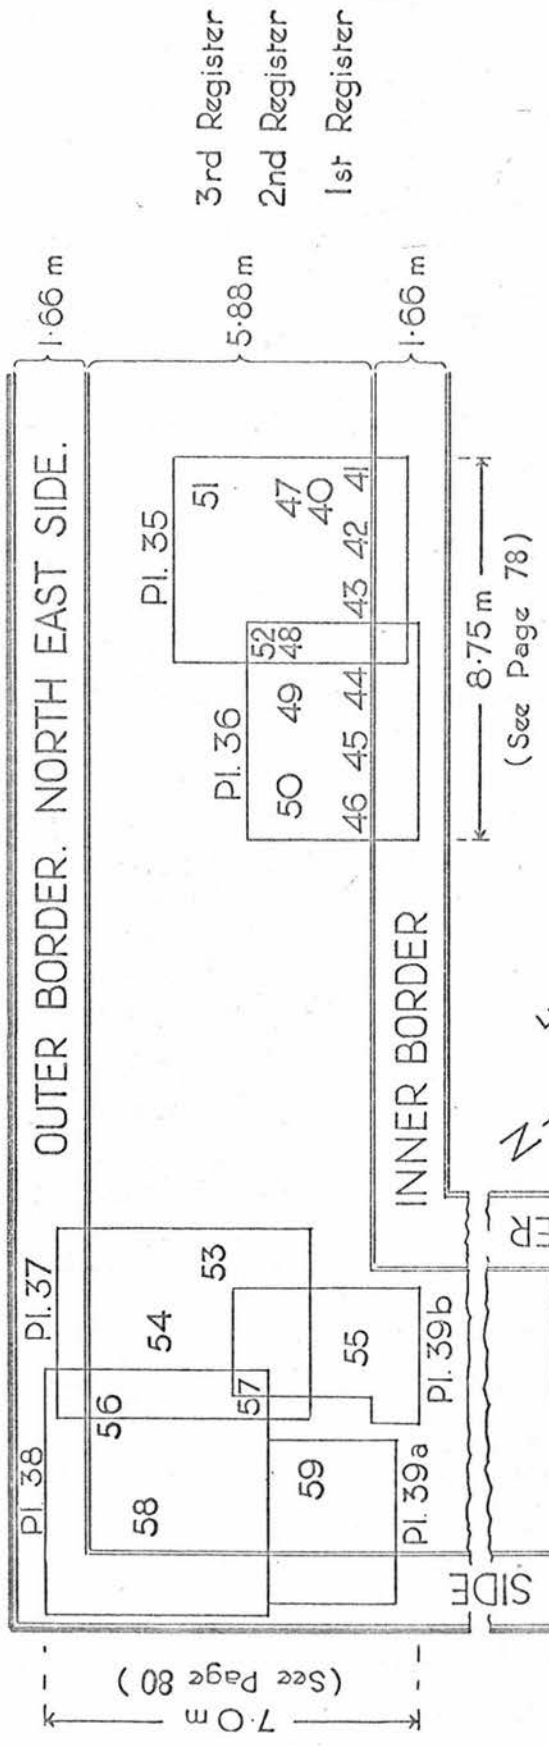 OUTER BORDER. NORTH EAST SIDE.
1·66 m
5·88 m
1·66 m
3rd Register
2nd Register
1st Register
Pl. 38
Pl. 37
Pl. 36
Pl. 35
58
56
54
53
57
55
59
Pl. 39a
Pl. 39b
51
52
48
47
40
50
49
46
45
44
43
42
41
INNER BORDER
8·75 m
(See Page 78)
7·0 m
(See Page 80)
SIDE
ER
N